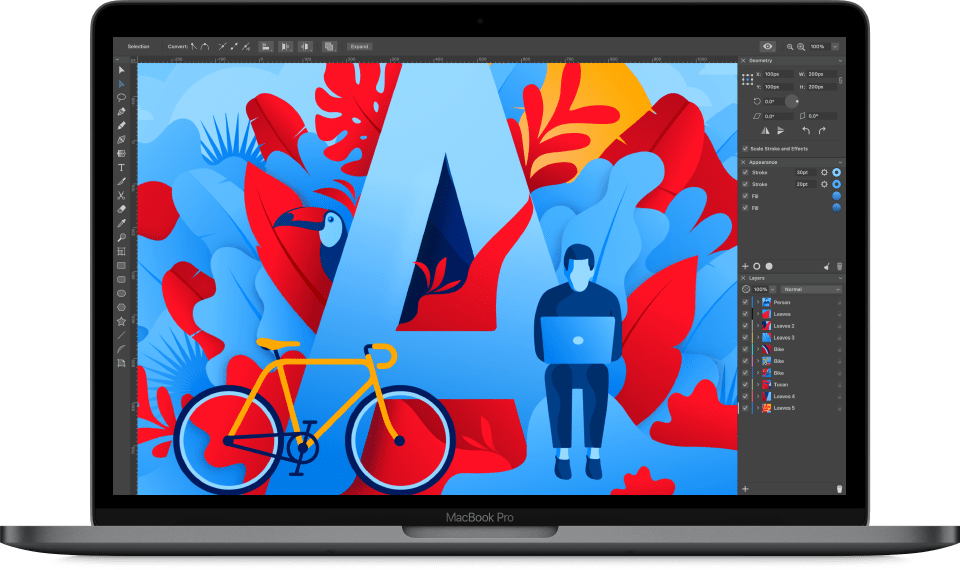 Selection Convert: Expand 100%
Geometry
X: 100px W: 200px
Y: 100px H: 200px
0.0°
0.0° 0.0°
Scale Stroke and Effects
Appearance
Stroke 30pt
Stroke 20pt
Fill
Fill
Layers
100% Normal
Person
Leaves
Leaves 2
Leaves 3
Bike
Bike
Bike
Tucan
Leaves 4
Leaves 5
A
MacBook Pro